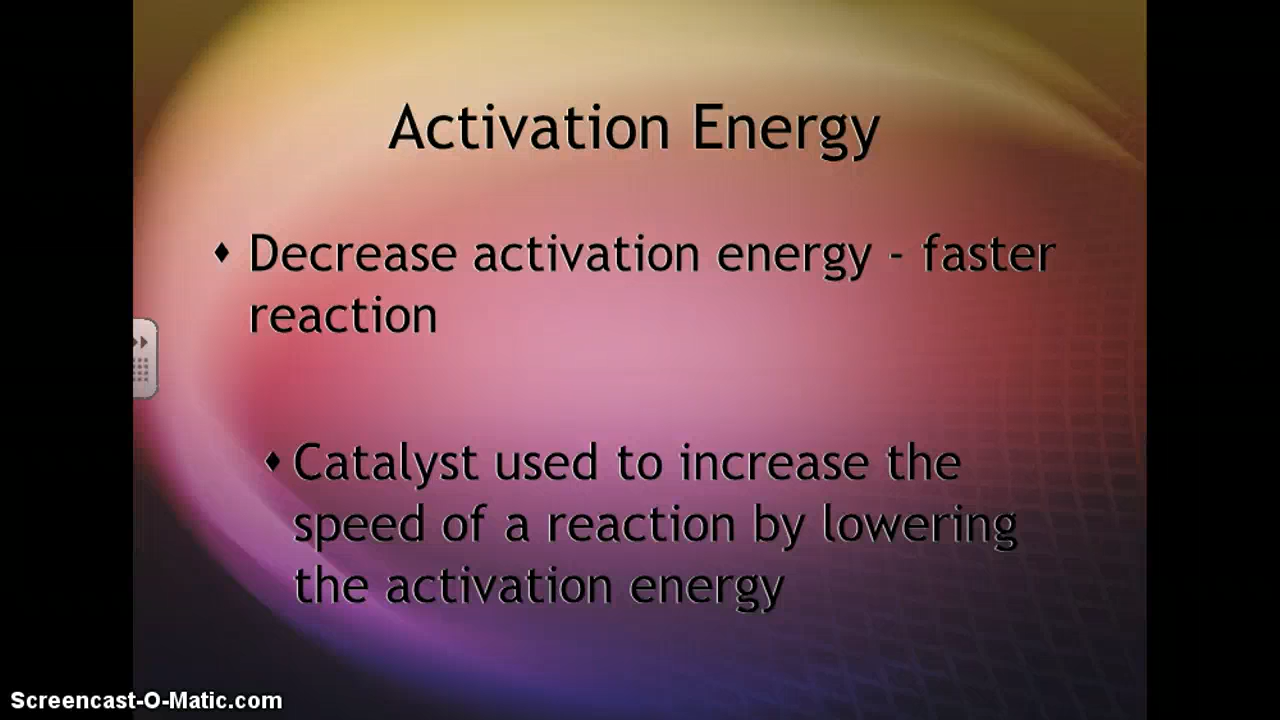 Activation Energy
Decrease activation energy - faster
reaction
Catalyst used to increase the
speed of a reaction by lowering
the activation energy
Screencast-O-Matic.com